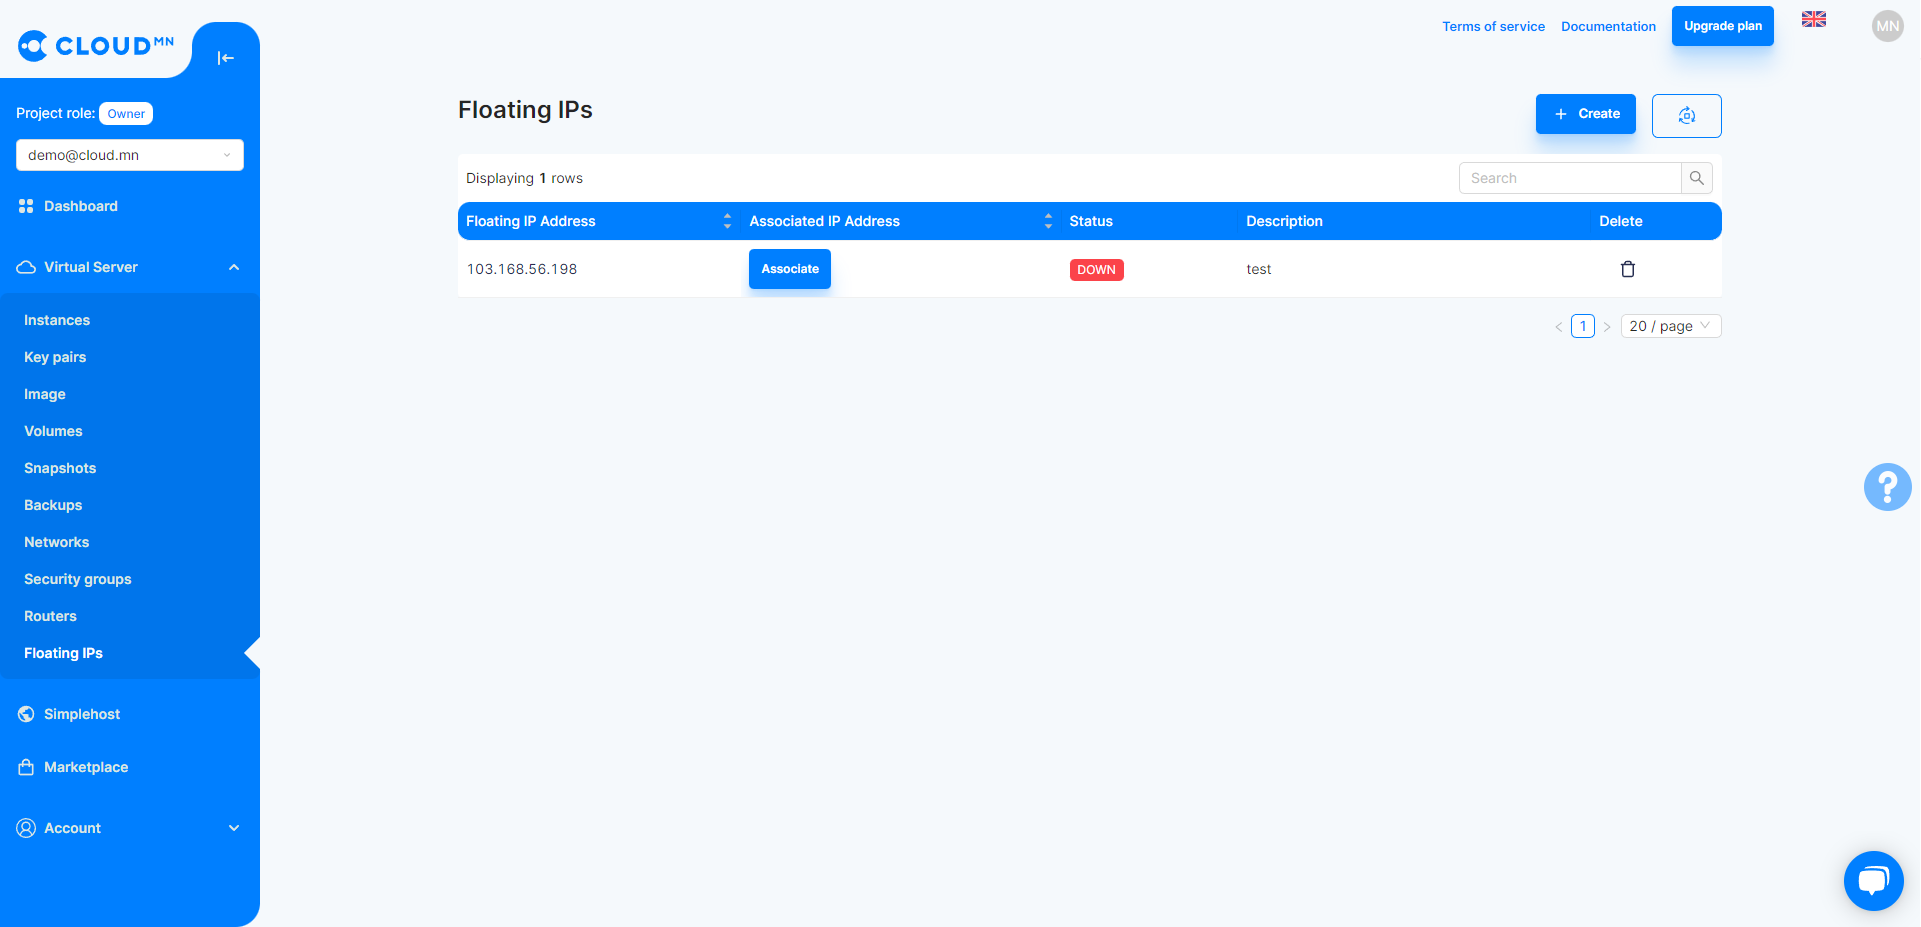 CLOUD MN
Terms of service
Documentation
Upgrade plan
MN
Project role: Owner
demo@cloud.mn
Dashboard
Virtual Server
Instances
Key pairs
Image
Volumes
Snapshots
Backups
Networks
Security groups
Routers
Floating IPs
Simplehost
Marketplace
Account
Floating IPs
+ Create
Displaying 1 rows
Search
Floating IP Address Associated IP Address Status Description Delete
103.168.56.198 Associate DOWN test
< 1 > 20 / page
?